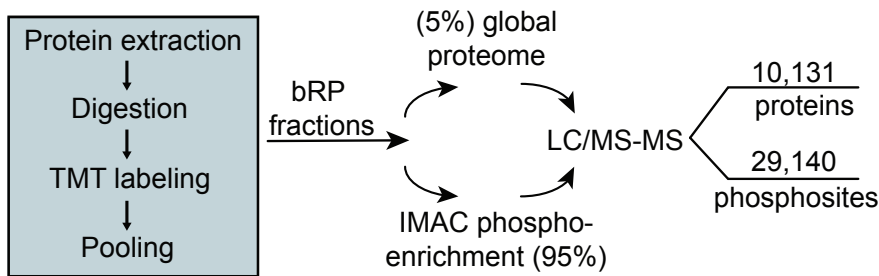 Protein extraction
Digestion
TMT labeling
Pooling
bRP
fractions
(5%) global
proteome
IMAC phospho-
enrichment (95%)
LC/MS-MS
10,131
proteins
29,140
phosphosites